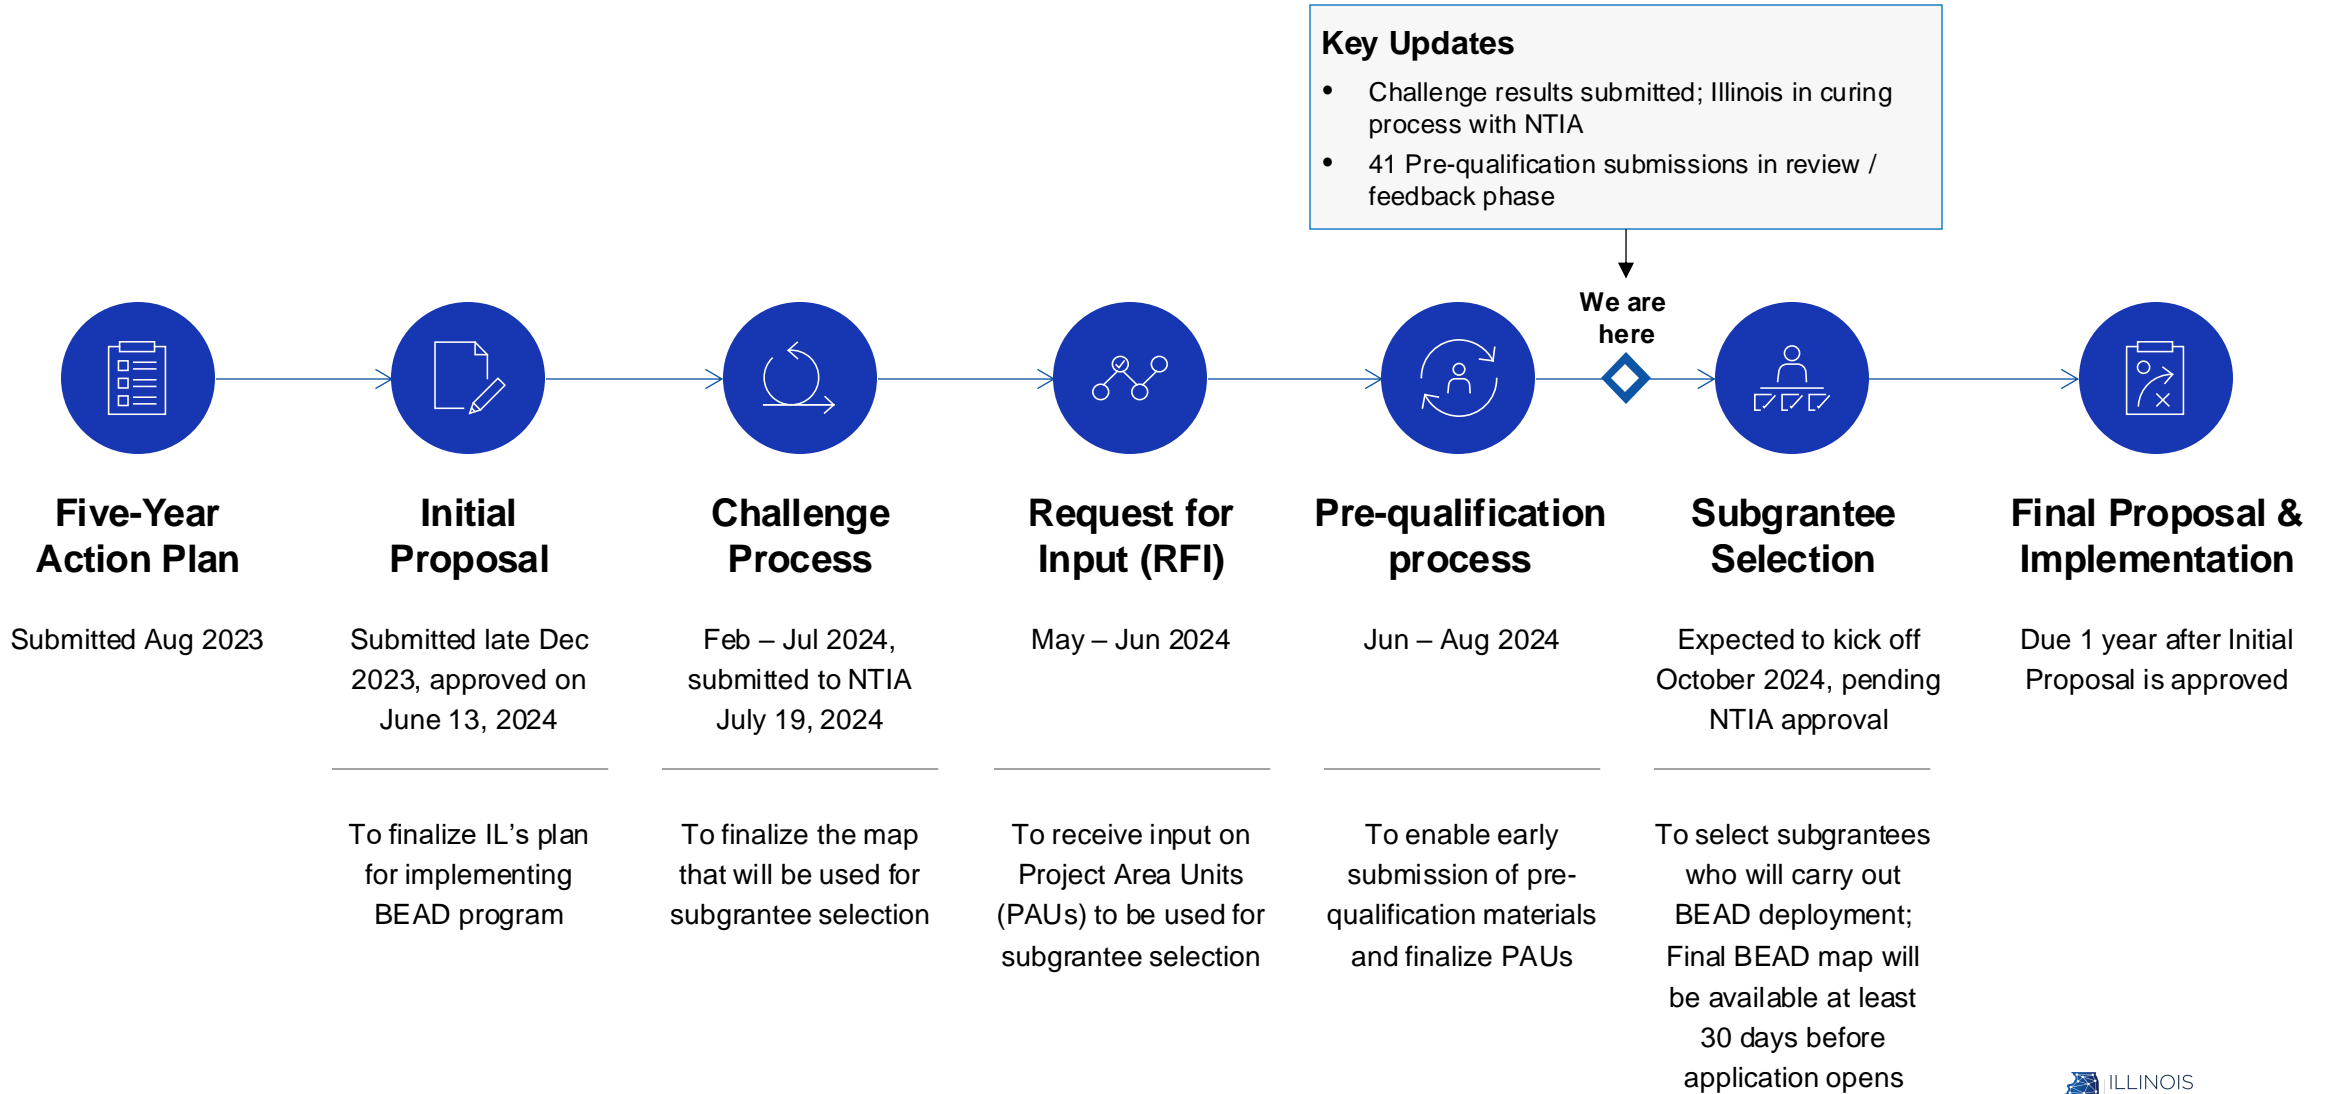 Key Updates
• Challenge results submitted; Illinois in curing
process with NTIA
• 41 Pre-qualification submissions in review /
feedback phase
We are
here
Five-Year
Action Plan
Submitted Aug 2023
Initial
Proposal
Submitted late Dec
2023, approved on
June 13, 2024
To finalize IL’s plan
for implementing
BEAD program
Challenge
Process
Feb – Jul 2024,
submitted to NTIA
July 19, 2024
To finalize the map
that will be used for
subgrantee selection
Request for
Input (RFI)
May – Jun 2024
To receive input on
Project Area Units
(PAUs) to be used for
subgrantee selection
Pre-qualification
process
Jun – Aug 2024
To enable early
submission of pre-
qualification materials
and finalize PAUs
Subgrantee
Selection
Expected to kick off
October 2024, pending
NTIA approval
To select subgrantees
who will carry out
BEAD deployment;
Final BEAD map will
be available at least
30 days before
application opens
Final Proposal &
Implementation
Due 1 year after Initial
Proposal is approved
ILLINOIS